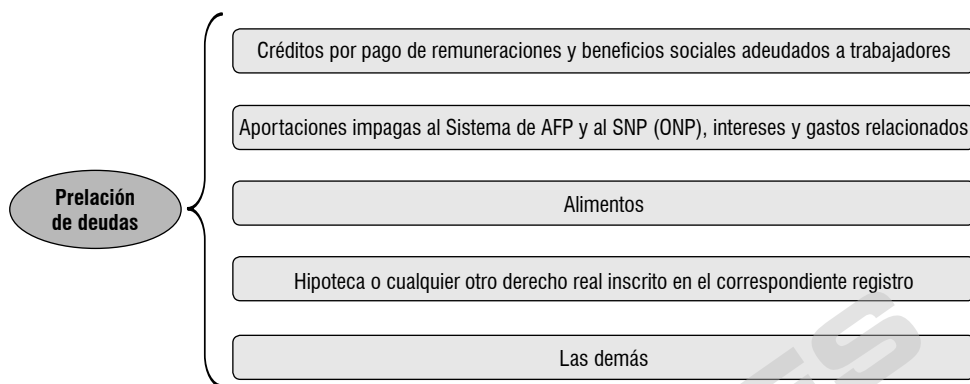 Créditos por pago de remuneraciones y beneficios sociales adeudados a trabajadores
Aportaciones impagas al Sistema de AFP y al SNP (ONP), intereses y gastos relacionados
Prelación
de deudas
Alimentos
Hipoteca o cualquier otro derecho real inscrito en el correspondiente registro
Las demás